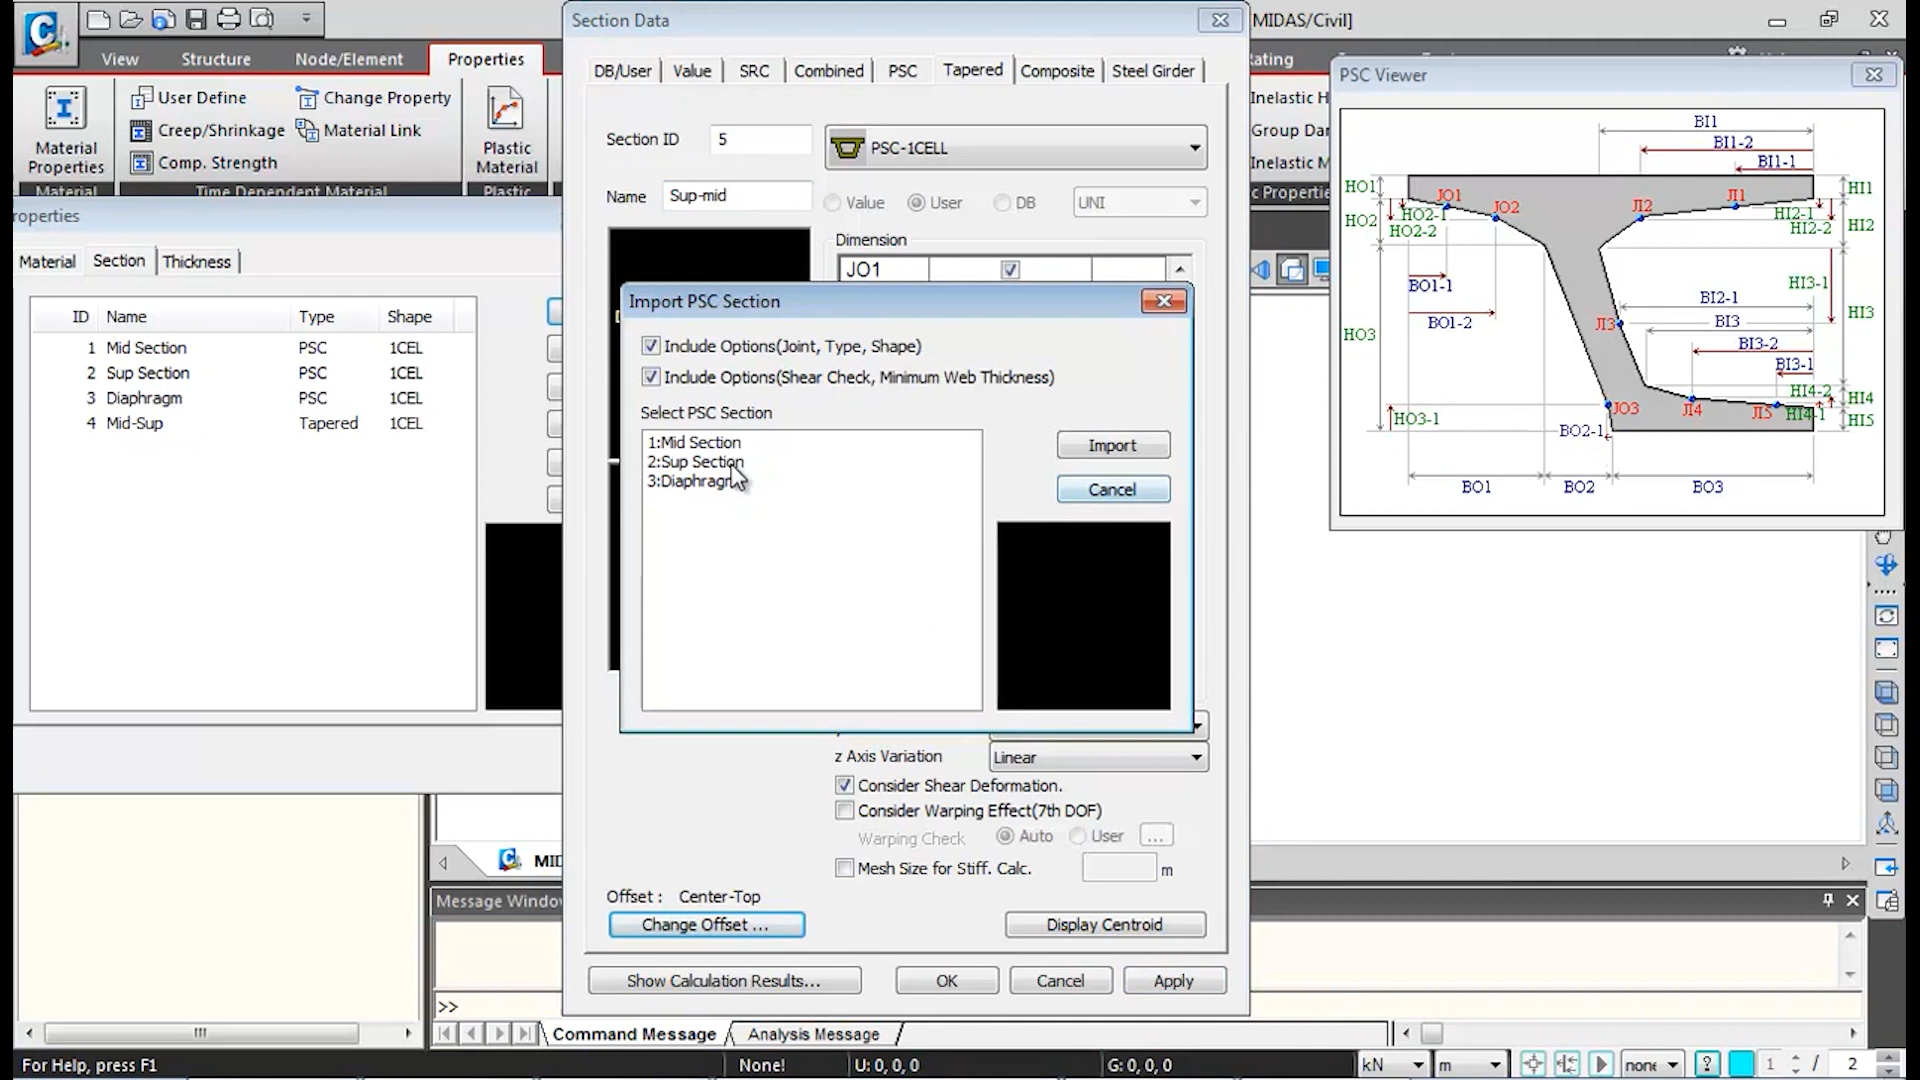 Section Data
MIDAS/Civil]
View
Structure
Node/Element
Properties
Material Properties
User Define
Creep/Shrinkage
Comp. Strength
Change Property
Material Link
Plastic Material
Material
Time Dependent Material
Plastic
DB/User
Value
SRC
Combined
PSC
Tapered
Composite
Steel Girder
Rating
Inelastic H
Group Dar
Inelastic M
c Propertie
Section ID
5
PSC-1CELL
Name
Sup-mid
Value
User
DB
UNI
Dimension
JO1
roperties
Material
Section
Thickness
ID Name Type Shape
1 Mid Section PSC 1CEL
2 Sup Section PSC 1CEL
3 Diaphragm PSC 1CEL
4 Mid-Sup Tapered 1CEL
Import PSC Section
Include Options(Joint, Type, Shape)
Include Options(Shear Check, Minimum Web Thickness)
Select PSC Section
1:Mid Section
2:Sup Section
3:Diaphragm
Import
Cancel
z Axis Variation
Linear
Consider Shear Deformation.
Consider Warping Effect(7th DOF)
Warping Check
Auto
User
...
Mesh Size for Stiff. Calc.
m
Offset :
Center-Top
Change Offset ...
Display Centroid
Show Calculation Results...
OK
Cancel
Apply
PSC Viewer
BI1
BI1-2
BI1-1
HO1
HO2
HO3
HO2-1
HO2-2
JO1
JO2
JI2
JI1
HI2-1
HI2-2
HI1
HI2
HI3-1
HI3
BO1-1
BO1-2
BI2-1
BI3
JI3
BI3-2
BI3-1
HI4-2
HI4
HI4-1
HI5
JI4
JI5
JO3
HO3-1
BO2-1
BO1
BO2
BO3
MID
Message Windo
>>
Command Message
Analysis Message
For Help, press F1
None!
U: 0, 0, 0
G: 0, 0, 0
kN
m
none
?
1
/
2